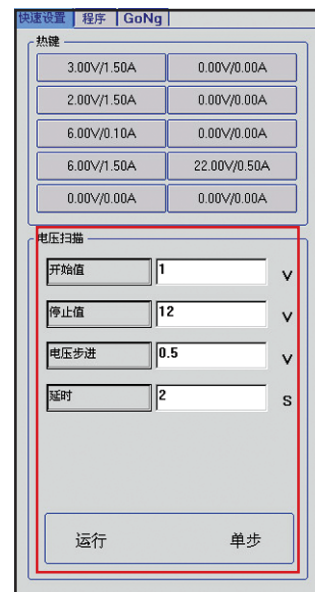 快速设置 程序 GoNg
热键
3.00V/1.50A 0.00V/0.00A
2.00V/1.50A 0.00V/0.00A
6.00V/0.10A 0.00V/0.00A
6.00V/1.50A 22.00V/0.50A
0.00V/0.00A 0.00V/0.00A
电压扫描
开始值 1 V
停止值 12 V
电压步进 0.5 V
延时 2 S
运行 单步